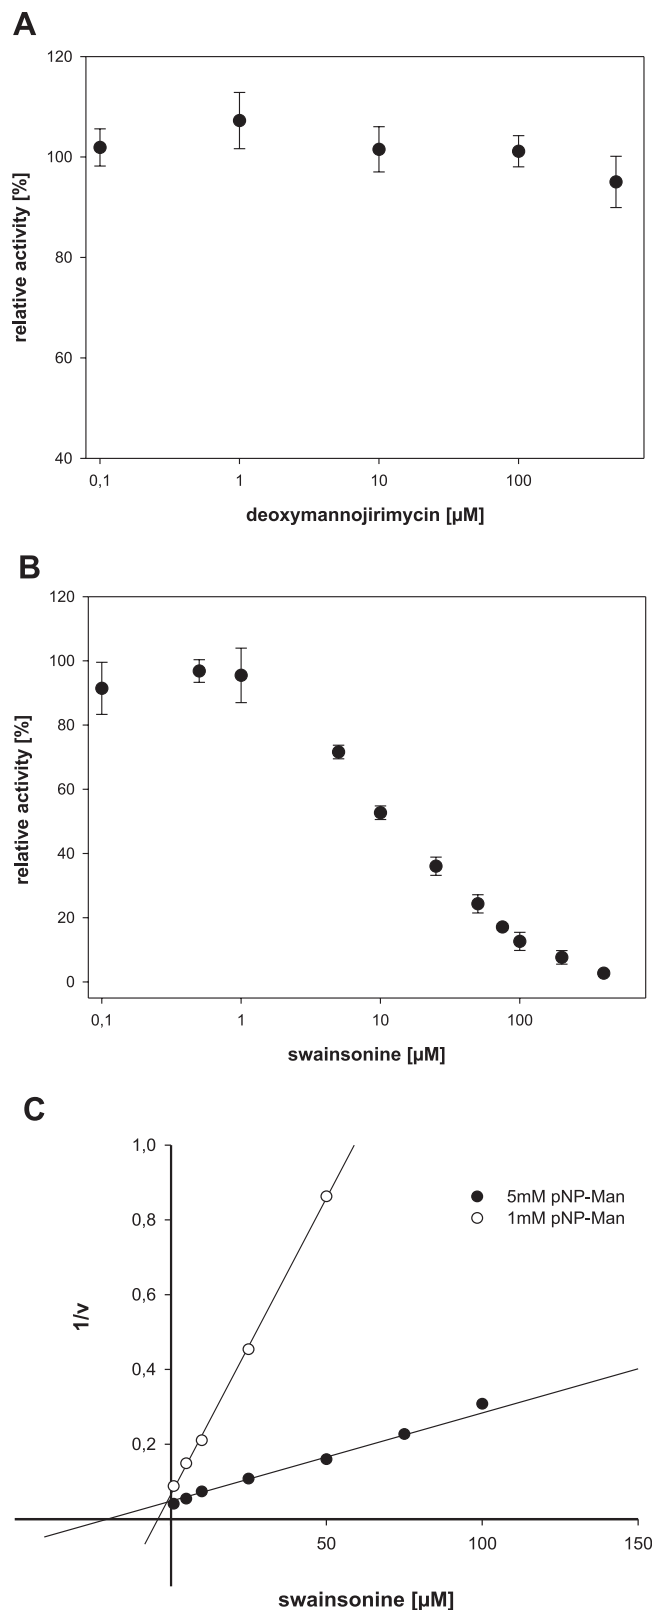 A
120
100
80
60
40
relative activity [%]
0,1 1 10 100
deoxymannojirimycin [µM]
B
120
100
80
60
40
20
0
relative activity [%]
0,1 1 10 100
swainsonine [µM]
C
1,0
0,8
0,6
0,4
0,2
1/v
5mM pNP-Man
1mM pNP-Man
50 100 150
swainsonine [µM]